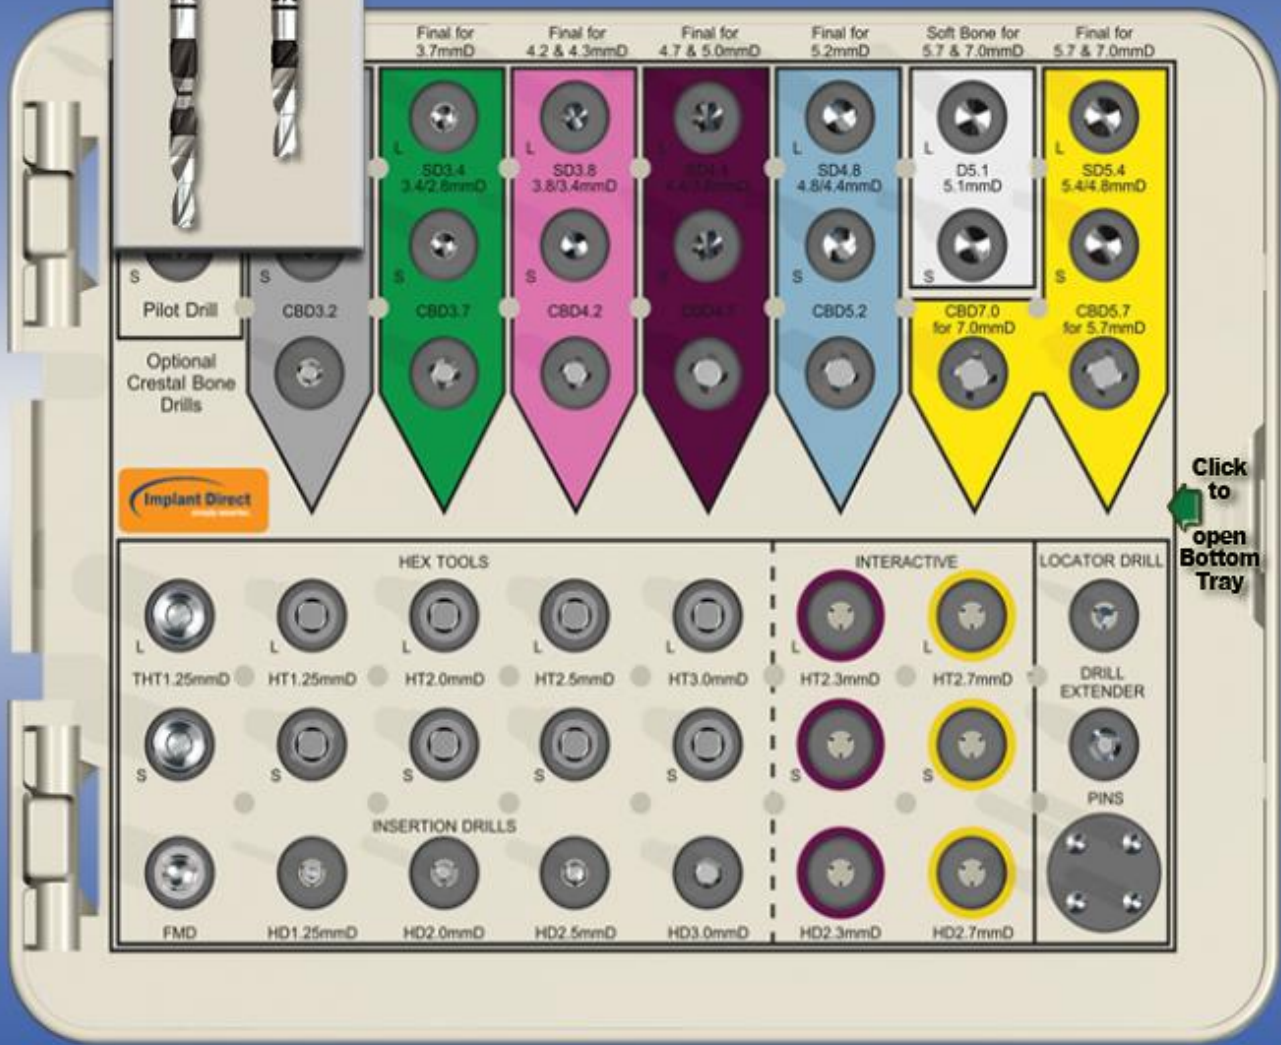 Final for
3.7mmD
Final for
4.2 & 4.3mmD
Final for
4.7 & 5.0mmD
Final for
5.2mmD
Soft Bone for
5.7 & 7.0mmD
Final for
5.7 & 7.0mmD
L
L
L
L
L
SD3.4
3.4/2.8mmD
SD3.8
3.8/3.4mmD
SD4.8
4.8/4.4mmD
D5.1
5.1mmD
SD5.4
5.4/4.8mmD
S
S
S
S
S
S
S
Pilot Drill
CBD3.2
CBD3.7
CBD4.2
CBD5.2
CBD7.0
for 7.0mmD
CBD5.7
for 5.7mmD
Optional
Crestal Bone
Drills
Implant Direct
Click
to
open
Bottom
Tray
HEX TOOLS
INTERACTIVE
LOCATOR DRILL
L
L
L
L
L
L
L
THT1.25mmD
HT1.25mmD
HT2.0mmD
HT2.5mmD
HT3.0mmD
HT2.3mmD
HT2.7mmD
DRILL
EXTENDER
S
S
S
S
S
S
S
PINS
INSERTION DRILLS
FMD
HD1.25mmD
HD2.0mmD
HD2.5mmD
HD3.0mmD
HD2.3mmD
HD2.7mmD